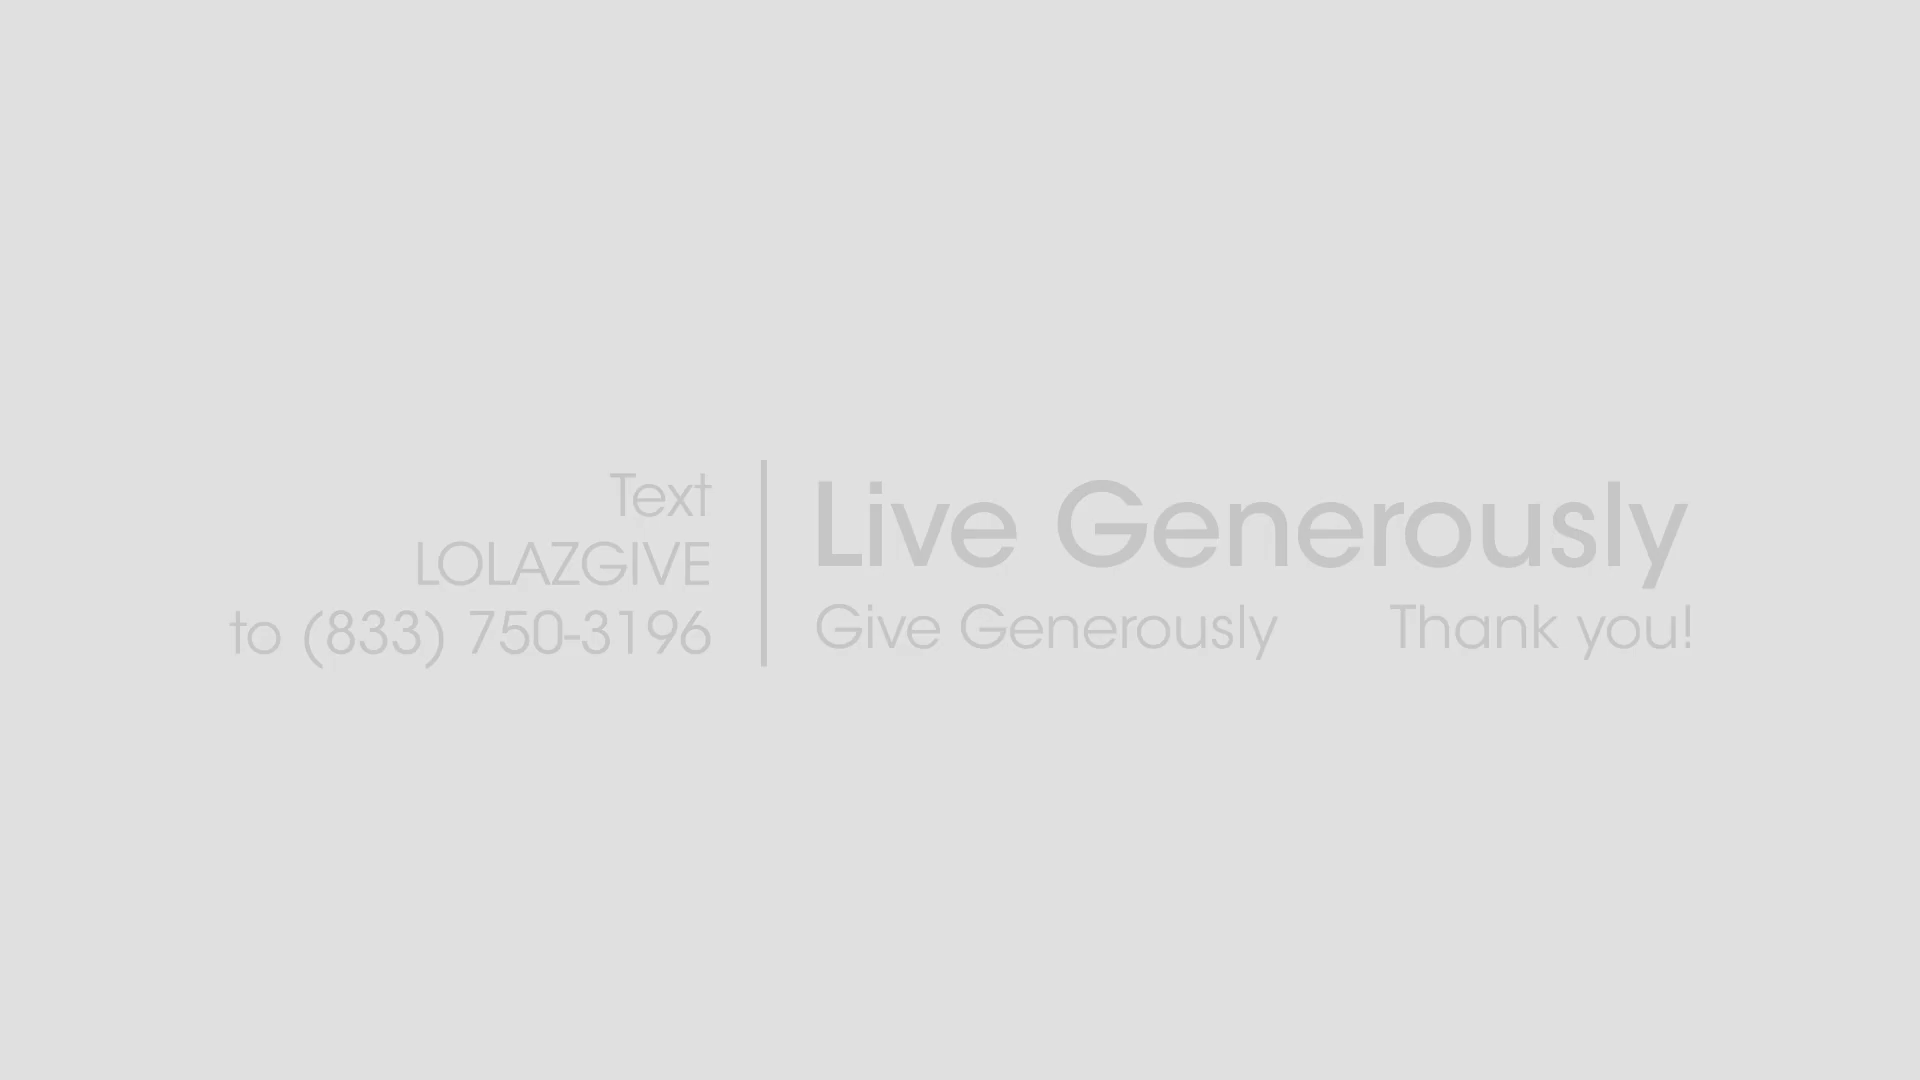 Text
LOLAZGIVE
to (833) 750-3196
Live Generously
Give Generously Thank you!